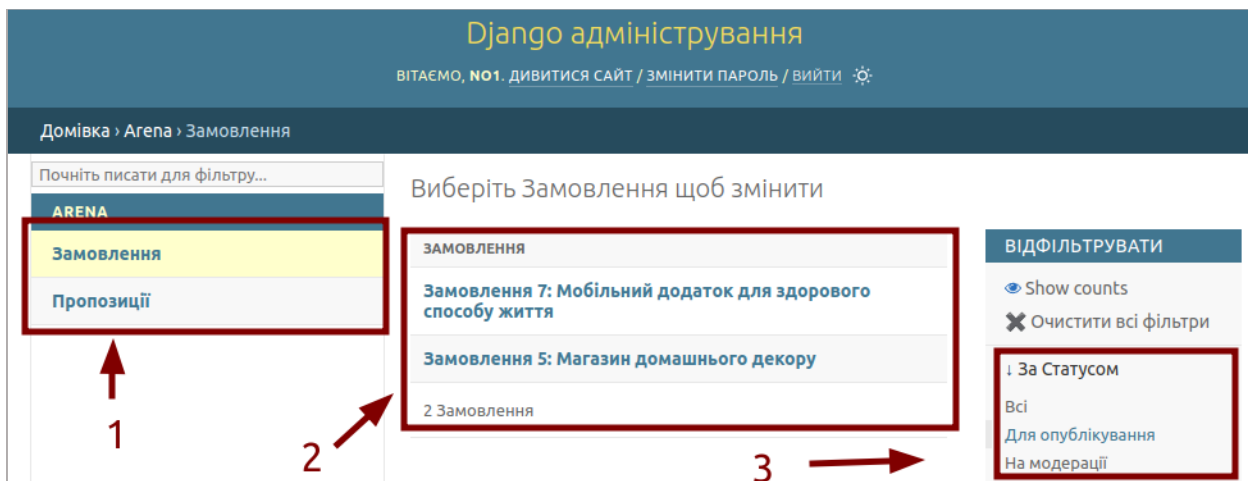 Django адміністрування
ВІТАЄМО, NO1. ДИВИТИСЯ САЙТ / ЗМІНИТИ ПАРОЛЬ / ВИЙТИ
Домівка › Arena › Замовлення
Почніть писати для фільтру...
ARENA
Замовлення
Пропозиції
1
Виберіть Замовлення щоб змінити
ЗАМОВЛЕННЯ
Замовлення 7: Мобільний додаток для здорового
способу життя
Замовлення 5: Магазин домашнього декору
2 Замовлення
2
3
ВІДФІЛЬТРУВАТИ
Show counts
✖ Очистити всі фільтри
↓ За Статусом
Всі
Для опублікування
На модерації